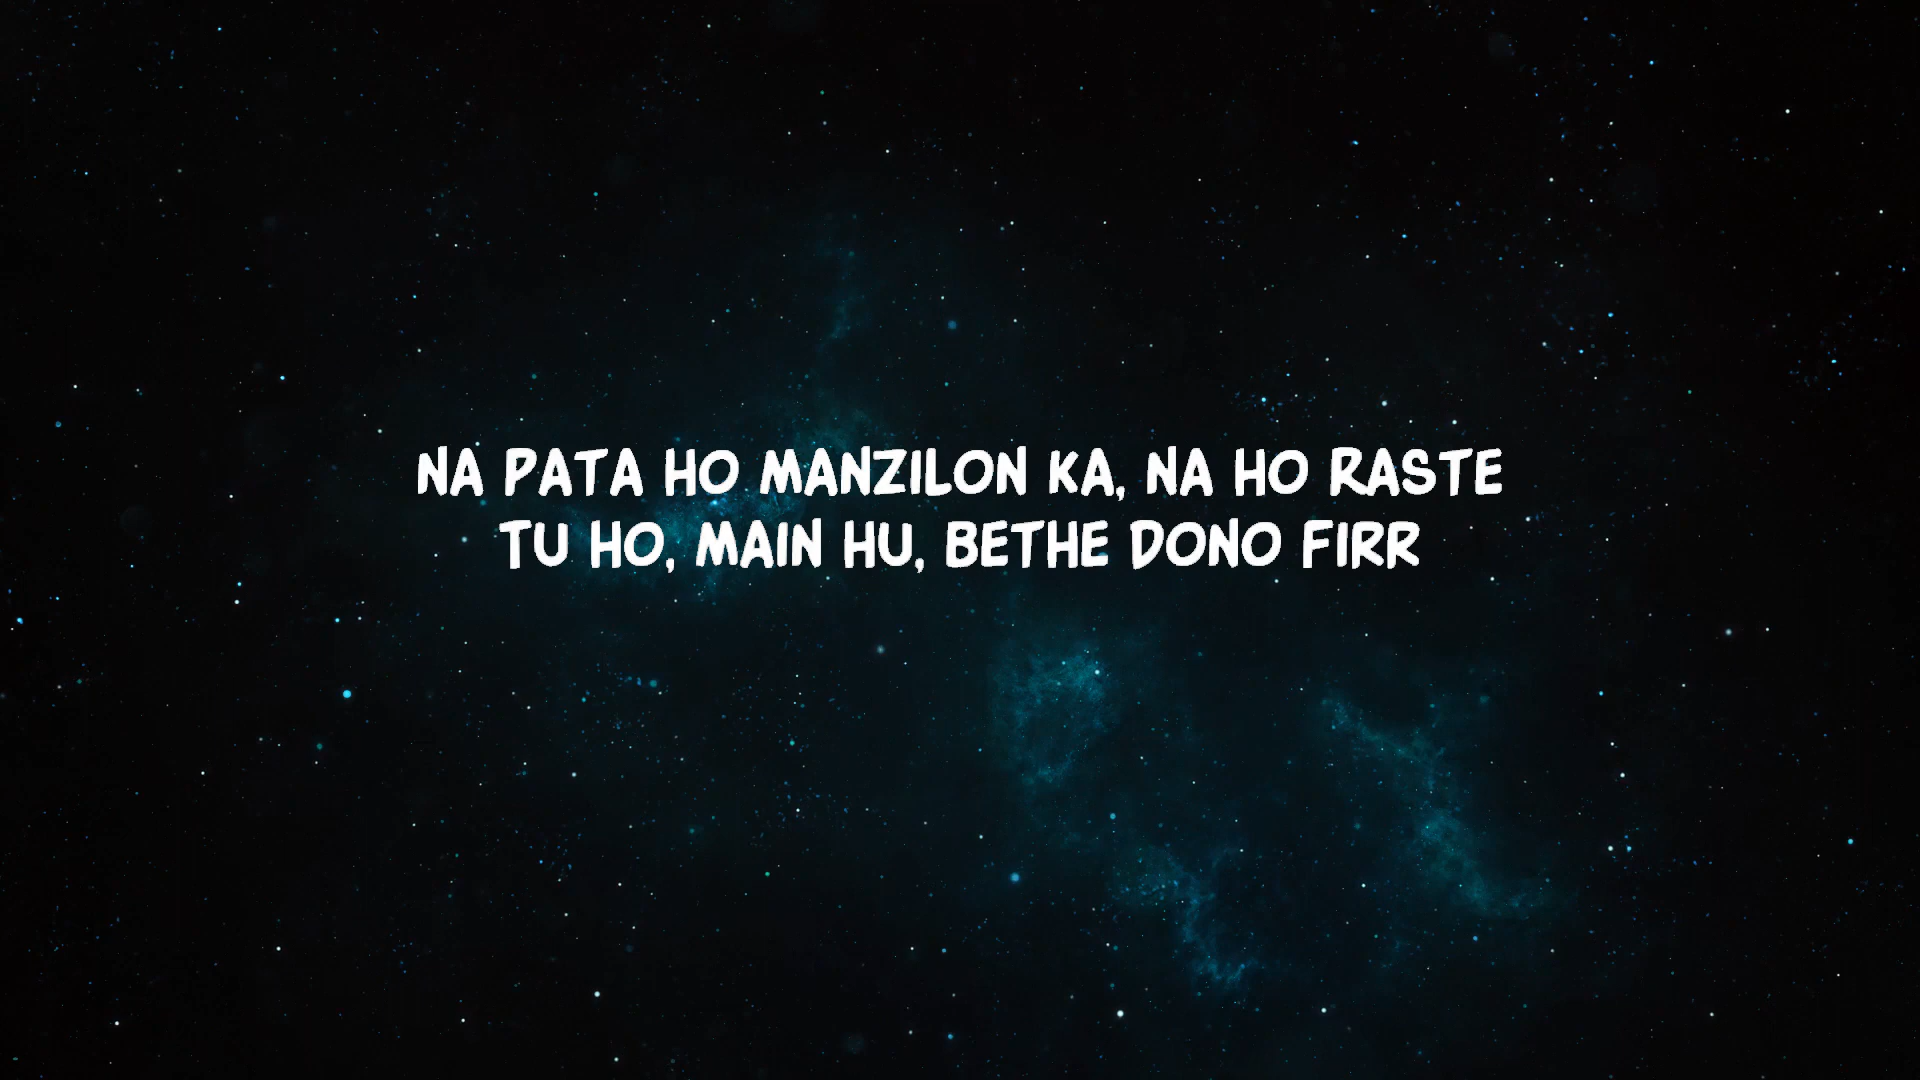 NA PATA HO MANZILON KA, NA HO RASTE
TU HO, MAIN HU, BETHE DONO FIRR